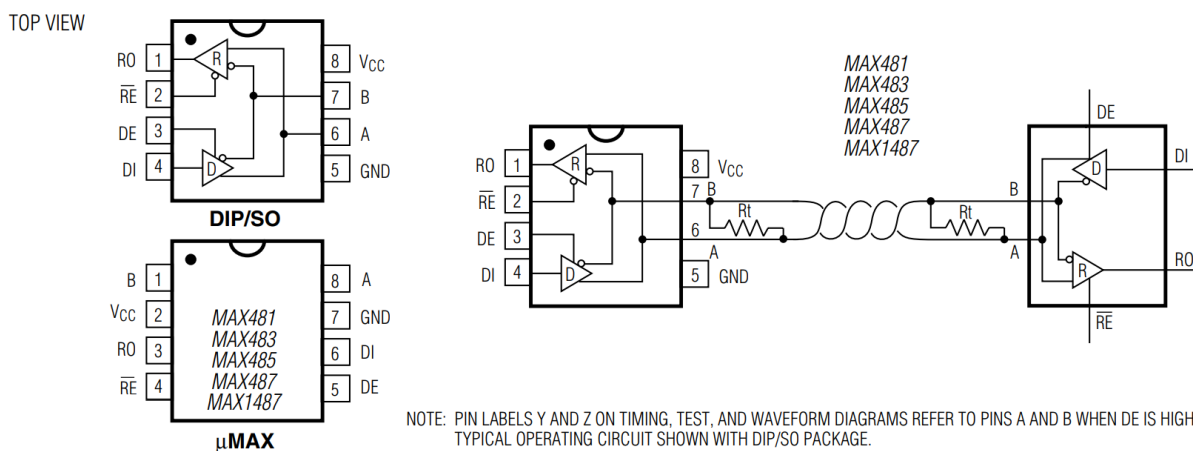 TOP VIEW
RO 1
R̅E̅ 2
DE 3
DI 4
R
D
8 VCC
7 B
6 A
5 GND
DIP/SO
B 1
VCC 2
RO 3
R̅E̅ 4
8 A
7 GND
6 DI
5 DE
MAX481
MAX483
MAX485
MAX487
MAX1487
µMAX
MAX481
MAX483
MAX485
MAX487
MAX1487
RO 1
R̅E̅ 2
DE 3
DI 4
R
D
8 VCC
7 B
6 A
5 GND
Rt
Rt
B
A
DE
D
DI
R
RO
R̅E̅
NOTE: PIN LABELS Y AND Z ON TIMING, TEST, AND WAVEFORM DIAGRAMS REFER TO PINS A AND B WHEN DE IS HIGH
TYPICAL OPERATING CIRCUIT SHOWN WITH DIP/SO PACKAGE.